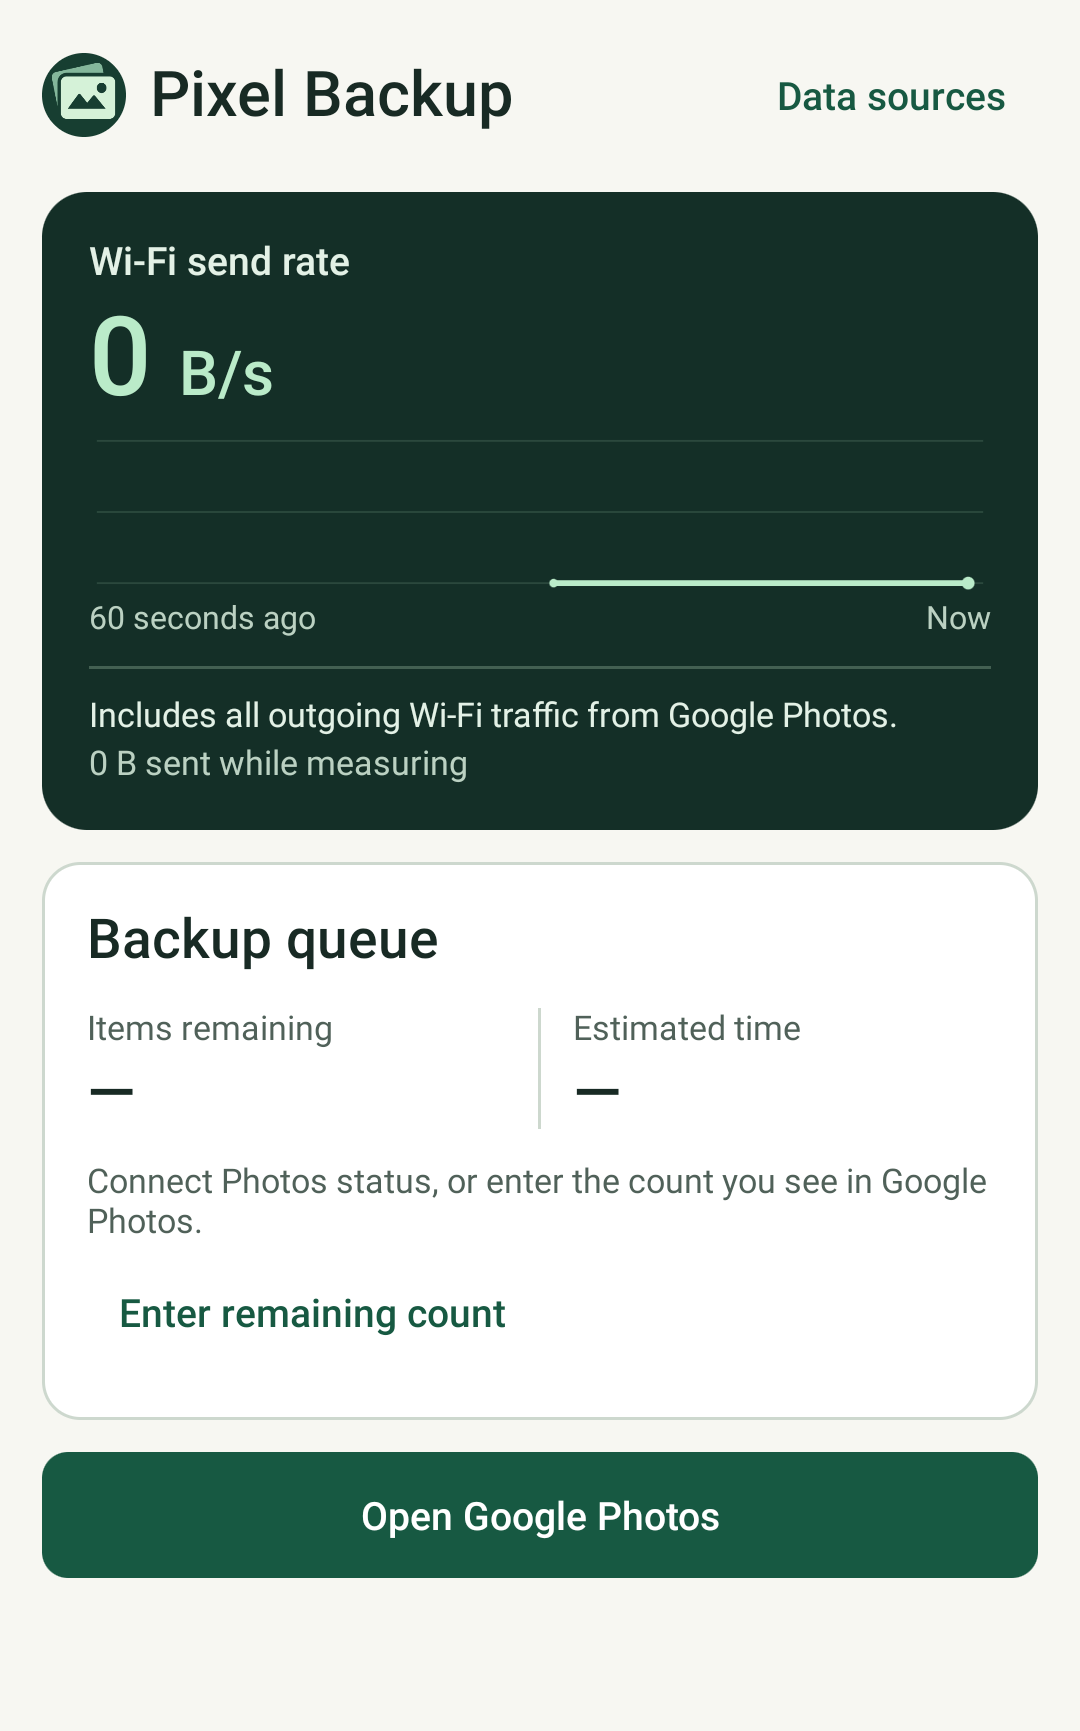 Pixel Backup
Data sources
Wi-Fi send rate
0 B/s
60 seconds ago
Now
Includes all outgoing Wi-Fi traffic from Google Photos.
0 B sent while measuring
Backup queue
Items remaining
—
Estimated time
—
Connect Photos status, or enter the count you see in Google
Photos.
Enter remaining count
Open Google Photos